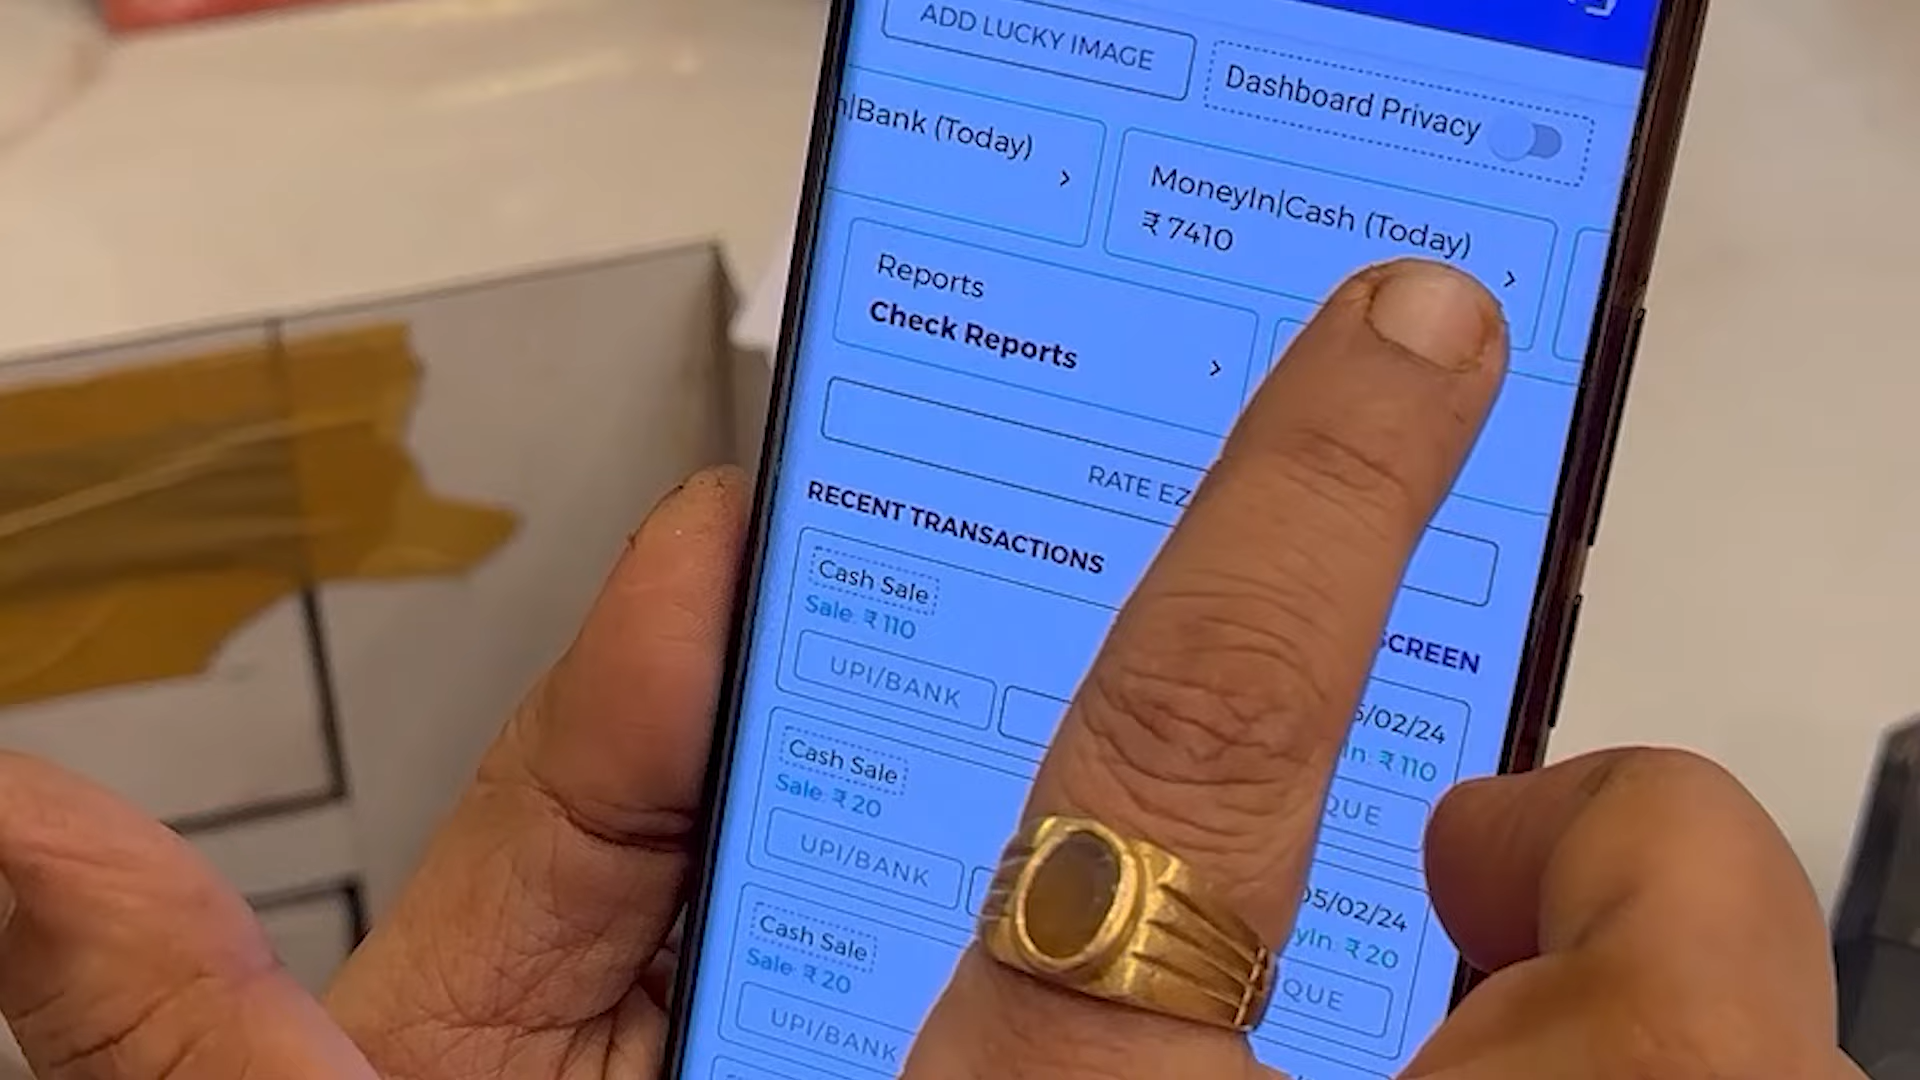 ADD LUCKY IMAGE
Dashboard Privacy
|Bank (Today)
MoneyIn|Cash (Today)
₹ 7410
Reports
Check Reports
RATE EZ
RECENT TRANSACTIONS
SCREEN
Cash Sale
/02/24
Sale: ₹ 110
In: ₹ 110
UPI/BANK
QUE
Cash Sale
05/02/24
Sale: ₹ 20
yIn: ₹ 20
UPI/BANK
QUE
Cash Sale
Sale: ₹ 20
UPI/BANK